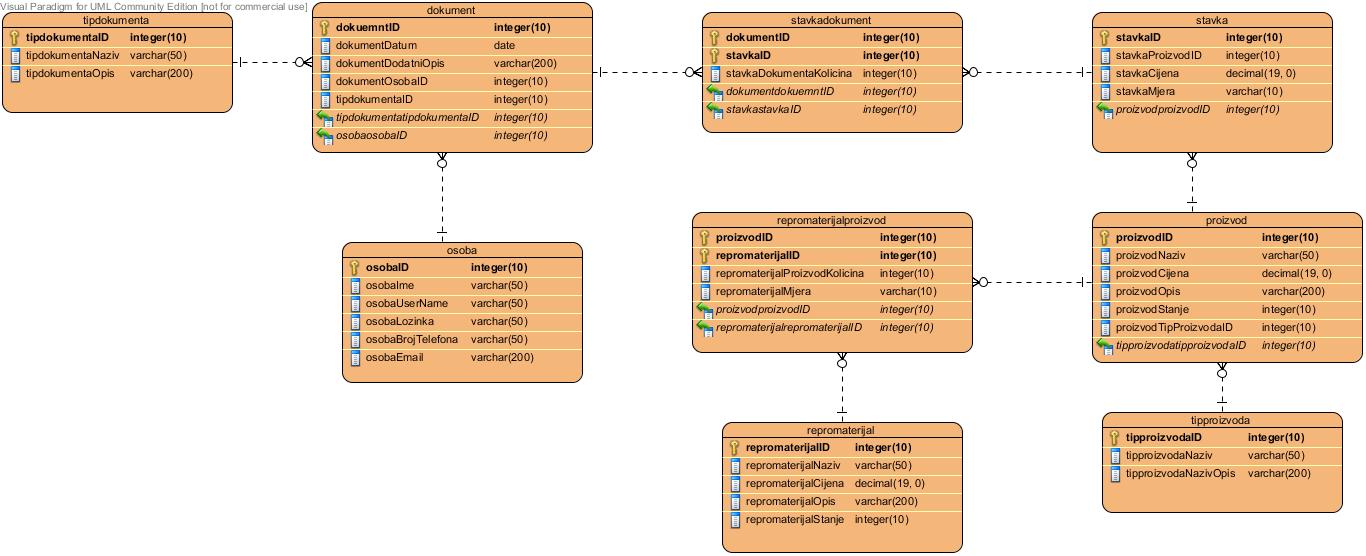 Visual Paradigm for UML Community Edition [not for commercial use]
tipdokumenta
tipdokumentaID integer(10)
tipdokumentaNaziv varchar(50)
tipdokumentaOpis varchar(200)
dokument
dokuemntID integer(10)
dokumentDatum date
dokumentDodatniOpis varchar(200)
dokumentOsobaID integer(10)
tipdokumentaID integer(10)
tipdokumentatipdokumentaID integer(10)
osobaosobaID integer(10)
stavkadokument
dokumentID integer(10)
stavkaID integer(10)
stavkaDokumentaKolicina integer(10)
dokumentdokuemntID integer(10)
stavkastavkaID integer(10)
stavka
stavkaID integer(10)
stavkaProizvodID integer(10)
stavkaCijena decimal(19, 0)
stavkaMjera varchar(10)
proizvodproizvodID integer(10)
osoba
osobaID integer(10)
osobaIme varchar(50)
osobaUserName varchar(50)
osobaLozinka varchar(50)
osobaBrojTelefona varchar(50)
osobaEmail varchar(200)
repromaterijalproizvod
proizvodID integer(10)
repromaterijalID integer(10)
repromaterijalProizvodKolicina integer(10)
repromaterijalMjera varchar(10)
proizvodproizvodID integer(10)
repromaterijalrepromaterijalID integer(10)
proizvod
proizvodID integer(10)
proizvodNaziv varchar(50)
proizvodCijena decimal(19, 0)
proizvodOpis varchar(200)
proizvodStanje integer(10)
proizvodTipProizvodaID integer(10)
tipproizvodatipproizvodaID integer(10)
repromaterijal
repromaterijalID integer(10)
repromaterijalNaziv varchar(50)
repromaterijalCijena decimal(19, 0)
repromaterijalOpis varchar(200)
repromaterijalStanje integer(10)
tipproizvoda
tipproizvodaID integer(10)
tipproizvodaNaziv varchar(50)
tipproizvodaNazivOpis varchar(200)